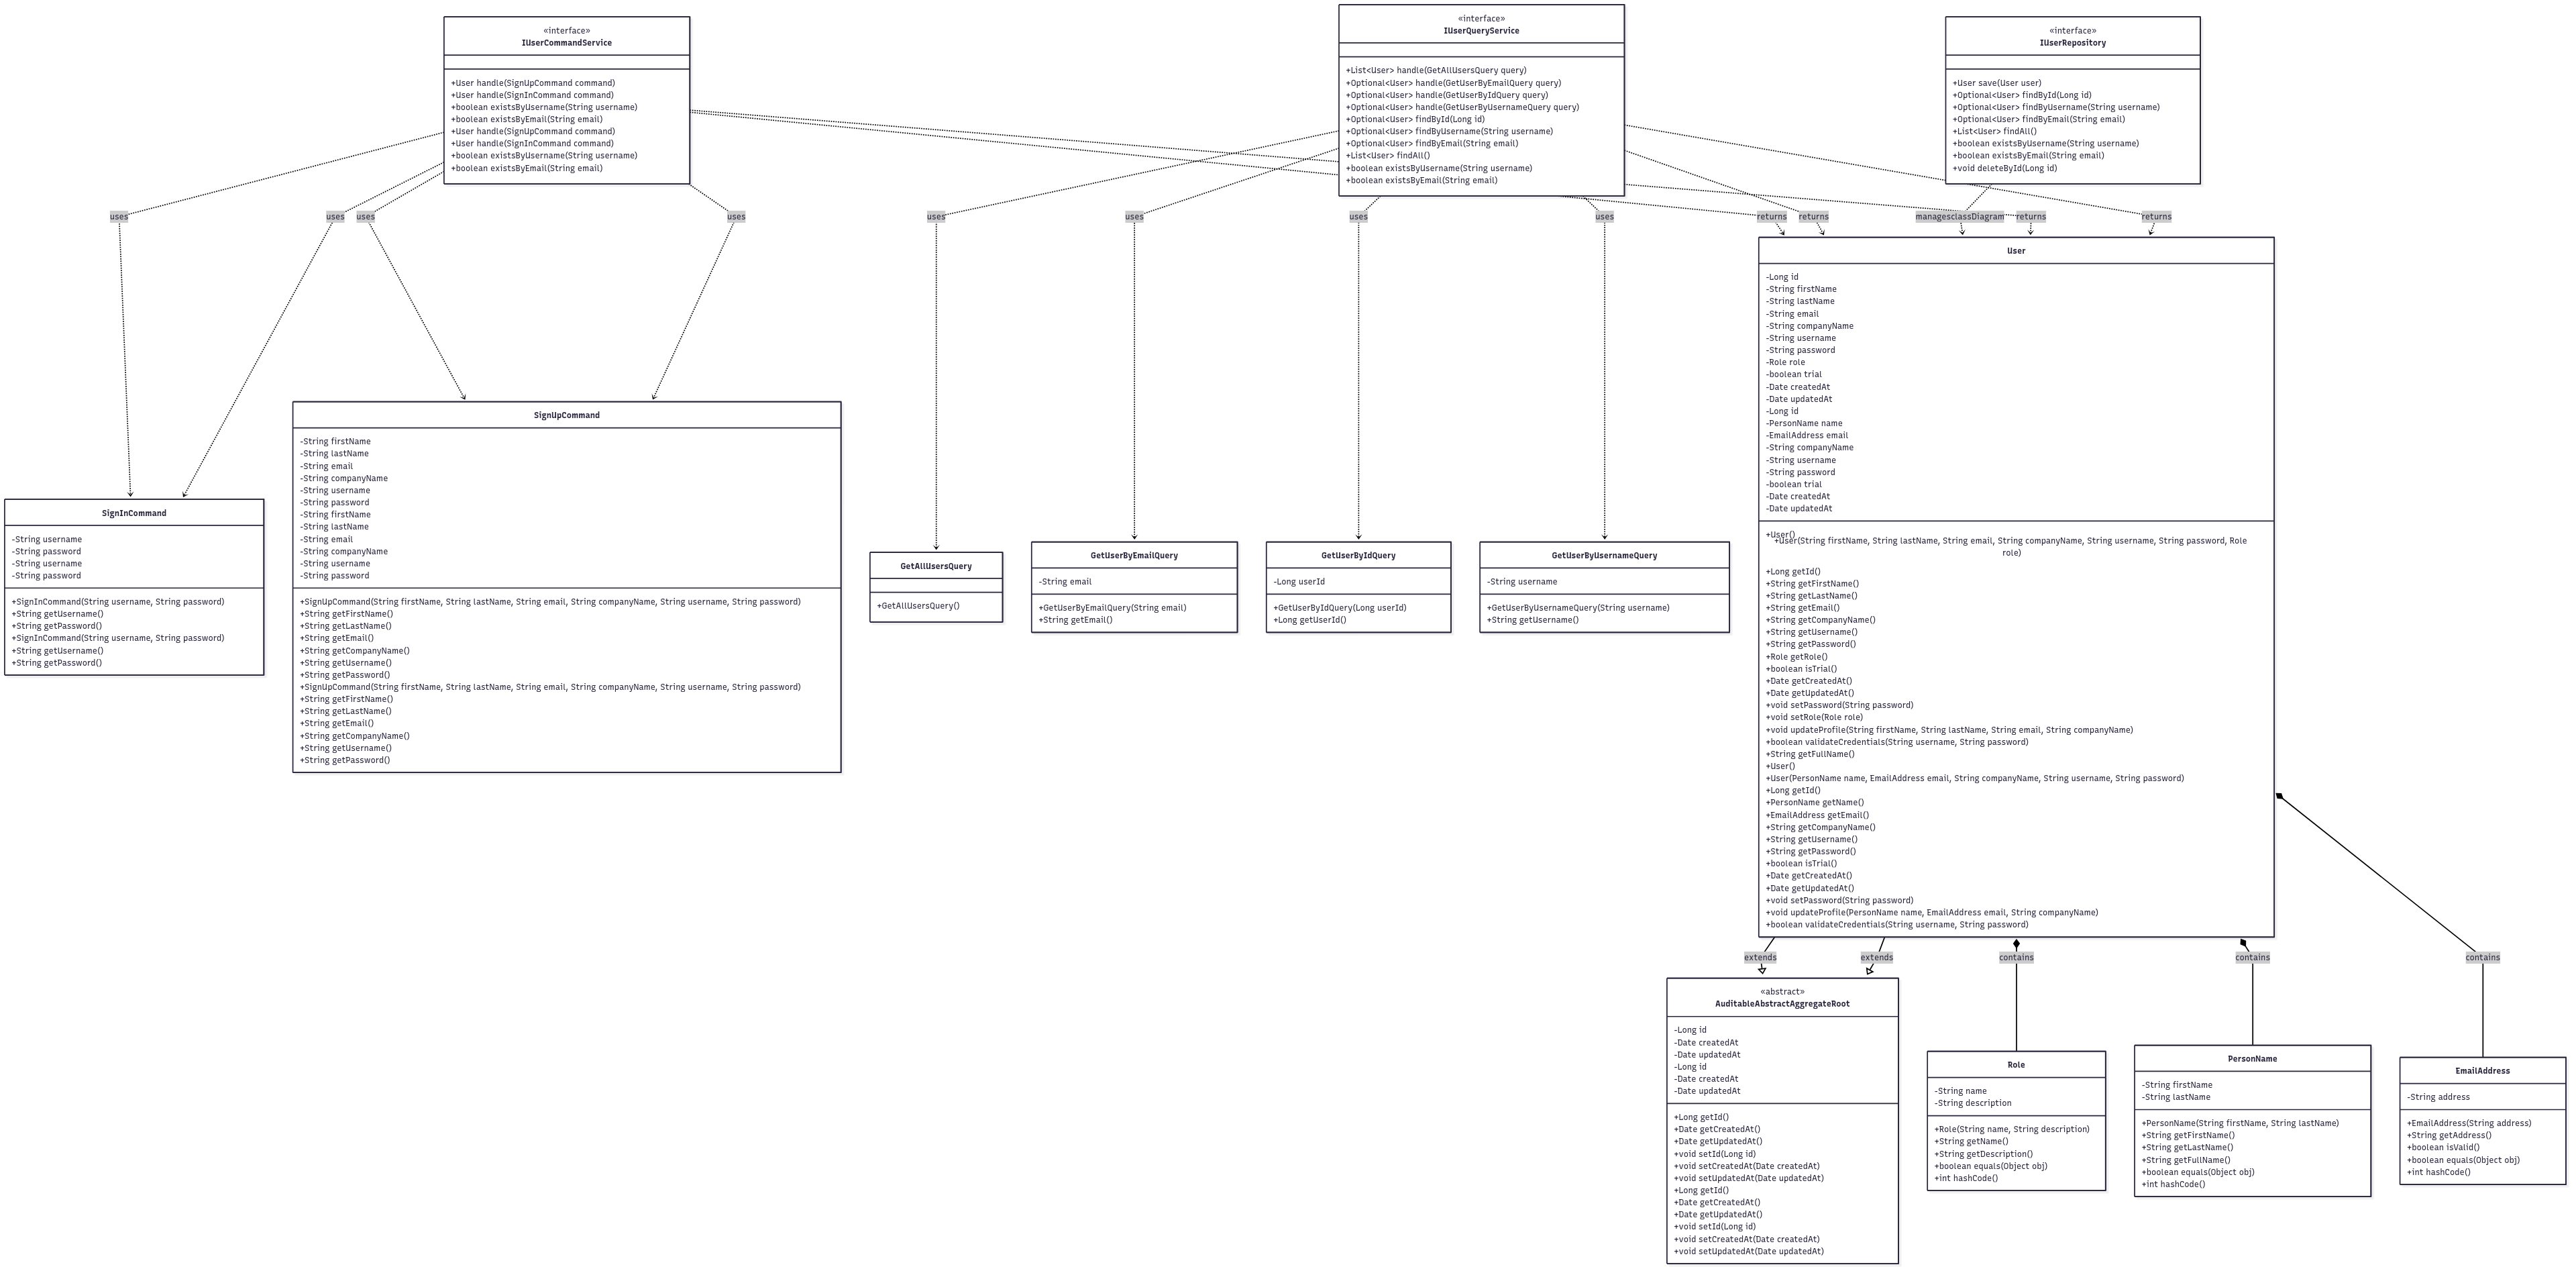 «interface»
IUserCommandService
+User handle(SignUpCommand command)
+User handle(SignInCommand command)
+boolean existsByUsername(String username)
+boolean existsByEmail(String email)
+User handle(SignUpCommand command)
+User handle(SignInCommand command)
+boolean existsByUsername(String username)
+boolean existsByEmail(String email)
«interface»
IUserQueryService
+List<User> handle(GetAllUsersQuery query)
+Optional<User> handle(GetUserByEmailQuery query)
+Optional<User> handle(GetUserByIdQuery query)
+Optional<User> handle(GetUserByUsernameQuery query)
+Optional<User> findById(Long id)
+Optional<User> findByUsername(String username)
+Optional<User> findByEmail(String email)
+List<User> findAll()
+boolean existsByUsername(String username)
+boolean existsByEmail(String email)
«interface»
IUserRepository
+User save(User user)
+Optional<User> findById(Long id)
+Optional<User> findByUsername(String username)
+Optional<User> findByEmail(String email)
+List<User> findAll()
+boolean existsByUsername(String username)
+boolean existsByEmail(String email)
+void deleteById(Long id)
uses
uses
uses
uses
uses
uses
uses
uses
returns
returns
managesclassDiagram
returns
returns
User
-Long id
-String firstName
-String lastName
-String email
-String companyName
-String username
-String password
-Role role
-boolean trial
-Date createdAt
-Date updatedAt
-Long id
-PersonName name
-EmailAddress email
-String companyName
-String username
-String password
-boolean trial
-Date createdAt
-Date updatedAt
+User()
+User(String firstName, String lastName, String email, String companyName, String username, String password, Role
role)
+Long getId()
+String getFirstName()
+String getLastName()
+String getEmail()
+String getCompanyName()
+String getUsername()
+String getPassword()
+Role getRole()
+boolean isTrial()
+Date getCreatedAt()
+Date getUpdatedAt()
+void setPassword(String password)
+void setRole(Role role)
+void updateProfile(String firstName, String lastName, String email, String companyName)
+boolean validateCredentials(String username, String password)
+String getFullName()
+User()
+User(PersonName name, EmailAddress email, String companyName, String username, String password)
+Long getId()
+PersonName getName()
+EmailAddress getEmail()
+String getCompanyName()
+String getUsername()
+String getPassword()
+boolean isTrial()
+Date getCreatedAt()
+Date getUpdatedAt()
+void setPassword(String password)
+void updateProfile(PersonName name, EmailAddress email, String companyName)
+boolean validateCredentials(String username, String password)
SignInCommand
-String username
-String password
-String username
-String password
+SignInCommand(String username, String password)
+String getUsername()
+String getPassword()
+SignInCommand(String username, String password)
+String getUsername()
+String getPassword()
SignUpCommand
-String firstName
-String lastName
-String email
-String companyName
-String username
-String password
-String firstName
-String lastName
-String email
-String companyName
-String username
-String password
+SignUpCommand(String firstName, String lastName, String email, String companyName, String username, String password)
+String getFirstName()
+String getLastName()
+String getEmail()
+String getCompanyName()
+String getUsername()
+String getPassword()
+SignUpCommand(String firstName, String lastName, String email, String companyName, String username, String password)
+String getFirstName()
+String getLastName()
+String getEmail()
+String getCompanyName()
+String getUsername()
+String getPassword()
GetAllUsersQuery
+GetAllUsersQuery()
GetUserByEmailQuery
-String email
+GetUserByEmailQuery(String email)
+String getEmail()
GetUserByIdQuery
-Long userId
+GetUserByIdQuery(Long userId)
+Long getUserId()
GetUserByUsernameQuery
-String username
+GetUserByUsernameQuery(String username)
+String getUsername()
extends
extends
contains
contains
contains
«abstract»
AuditableAbstractAggregateRoot
-Long id
-Date createdAt
-Date updatedAt
-Long id
-Date createdAt
-Date updatedAt
+Long getId()
+Date getCreatedAt()
+Date getUpdatedAt()
+void setId(Long id)
+void setCreatedAt(Date createdAt)
+void setUpdatedAt(Date updatedAt)
+Long getId()
+Date getCreatedAt()
+Date getUpdatedAt()
+void setId(Long id)
+void setCreatedAt(Date createdAt)
+void setUpdatedAt(Date updatedAt)
Role
-String name
-String description
+Role(String name, String description)
+String getName()
+String getDescription()
+boolean equals(Object obj)
+int hashCode()
PersonName
-String firstName
-String lastName
+PersonName(String firstName, String lastName)
+String getFirstName()
+String getLastName()
+String getFullName()
+boolean equals(Object obj)
+int hashCode()
EmailAddress
-String address
+EmailAddress(String address)
+String getAddress()
+boolean isValid()
+boolean equals(Object obj)
+int hashCode()